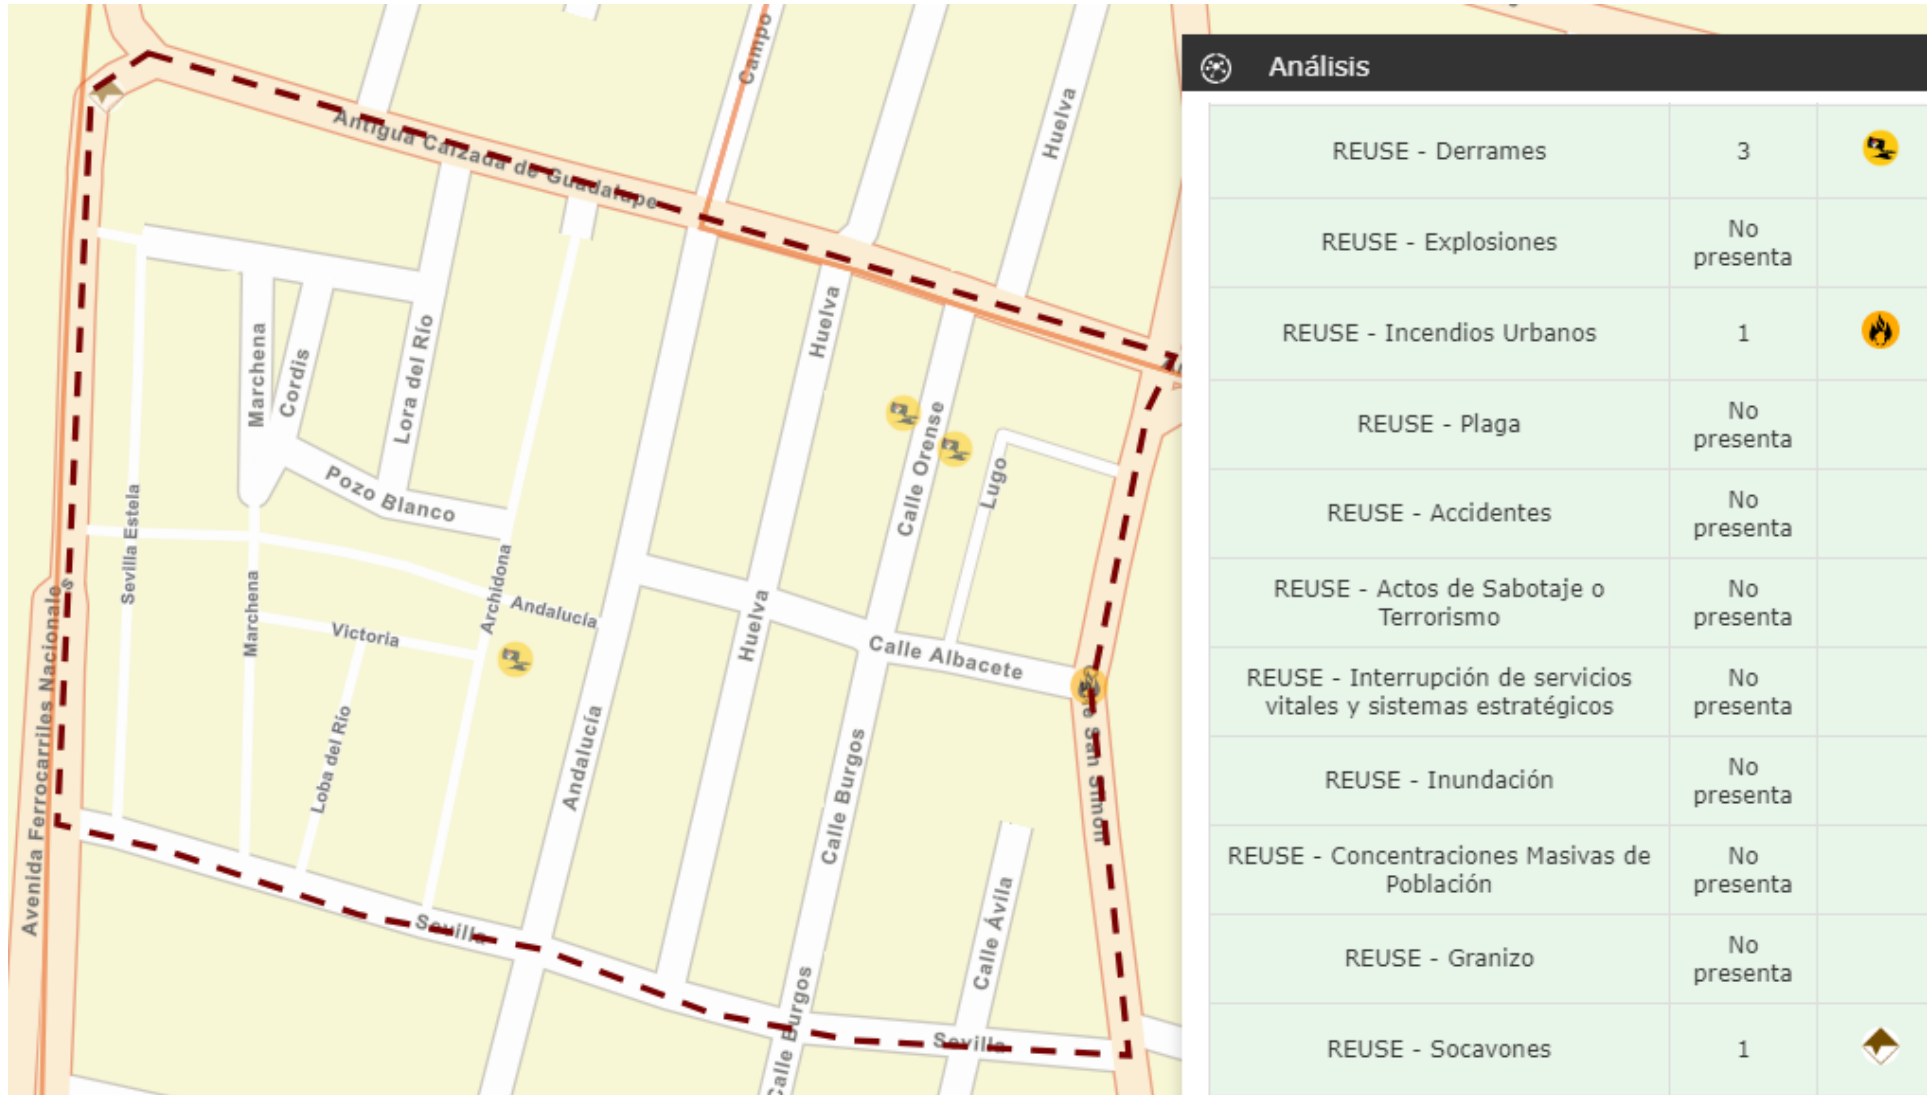 Campo
Huelva
Antigua Calzada de Guadalupe
Huelva
Marchena
Cordis
Lora del Río
Calle Orense
Lugo
Pozo Blanco
Sevilla Estela
Archidona
Andalucía
Marchena
Victoria
Huelva
Calle Albacete
Avenida Ferrocarriles Nacionales
Loba del Río
Andalucía
Calle Burgos
San Simón
Calle Ávila
Sevilla
Calle Burgos
Sevilla
Análisis
REUSE - Derrames 3
REUSE - Explosiones No
presenta
REUSE - Incendios Urbanos 1
REUSE - Plaga No
presenta
REUSE - Accidentes No
presenta
REUSE - Actos de Sabotaje o
Terrorismo No
presenta
REUSE - Interrupción de servicios
vitales y sistemas estratégicos No
presenta
REUSE - Inundación No
presenta
REUSE - Concentraciones Masivas de
Población No
presenta
REUSE - Granizo No
presenta
REUSE - Socavones 1